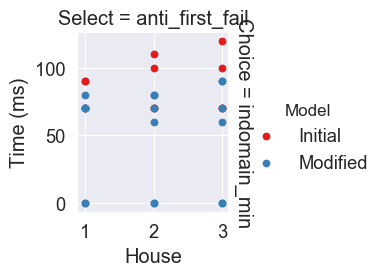 Select = anti_first_fail
Time (ms)
100
50
0
1 2 3
House
Choice = indomain_min
Model
Initial
Modified